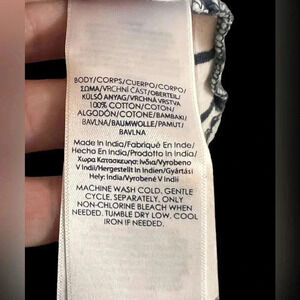 BODY/CORPS/CUERPO/CORPO/
ΣΩΜΑ/VRCHNÍ ČÁST/OBERTEIL/
KÜLSŐ ANYAG/VRCHNÁ VRSTVA
100% COTTON/COTON/
ALGODÓN/COTONE/BAMBAKI/
BAVLNA/BAUMWOLLE/PAMUT/
BAVLNA
Made In India/Fabriqué En Inde/
Hecho En India/Prodotto In India/
Χωρα Κατασκευης: Ινδια/Vyrobeno
V Indii/Hergestellt In Indien/Gyártási
Hely: India/Vyrobené V Indii
MACHINE WASH COLD, GENTLE
CYCLE, SEPARATELY, ONLY
NON-CHLORINE BLEACH WHEN
NEEDED. TUMBLE DRY LOW, COOL
IRON IF NEEDED.